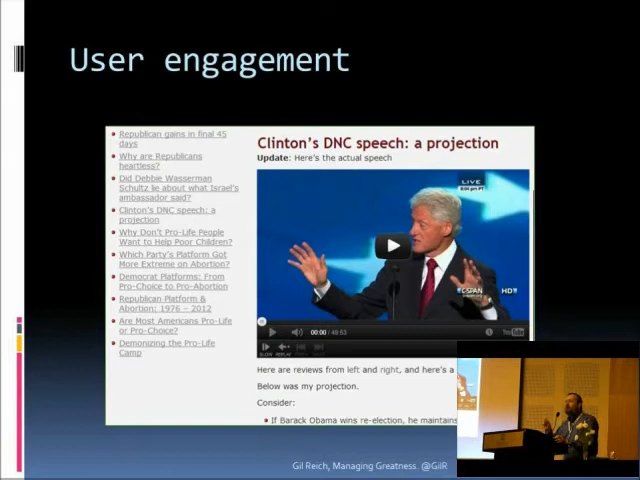 User engagement
Republican gains in final 45
days
Why are Republicans
heartless?
Did Debbie Wasserman
Schultz lie about what Israel's
ambassador said?
Clinton's DNC speech: a
projection
Why Don't Pro-Life People
Want to Help Poor Children?
Which Party's Platform Got
More Extreme on Abortion?
Democrat Platforms: From
Pro-Choice to Pro-Abortion
Republican Platform &
Abortion: 1976 – 2012
Are Most Americans Pro-Life
or Pro-Choice?
Demonizing the Pro-Life
Camp
Clinton's DNC speech: a projection
Update: Here's the actual speech
LIVE
C-SPAN
HD
00:00 / 49:53
YouTube
SLOW REPLAY
Here are reviews from left and right, and here's a
Below was my projection.
Consider:
If Barack Obama wins re-election, he maintains
Gil Reich, Managing Greatness. @GilR